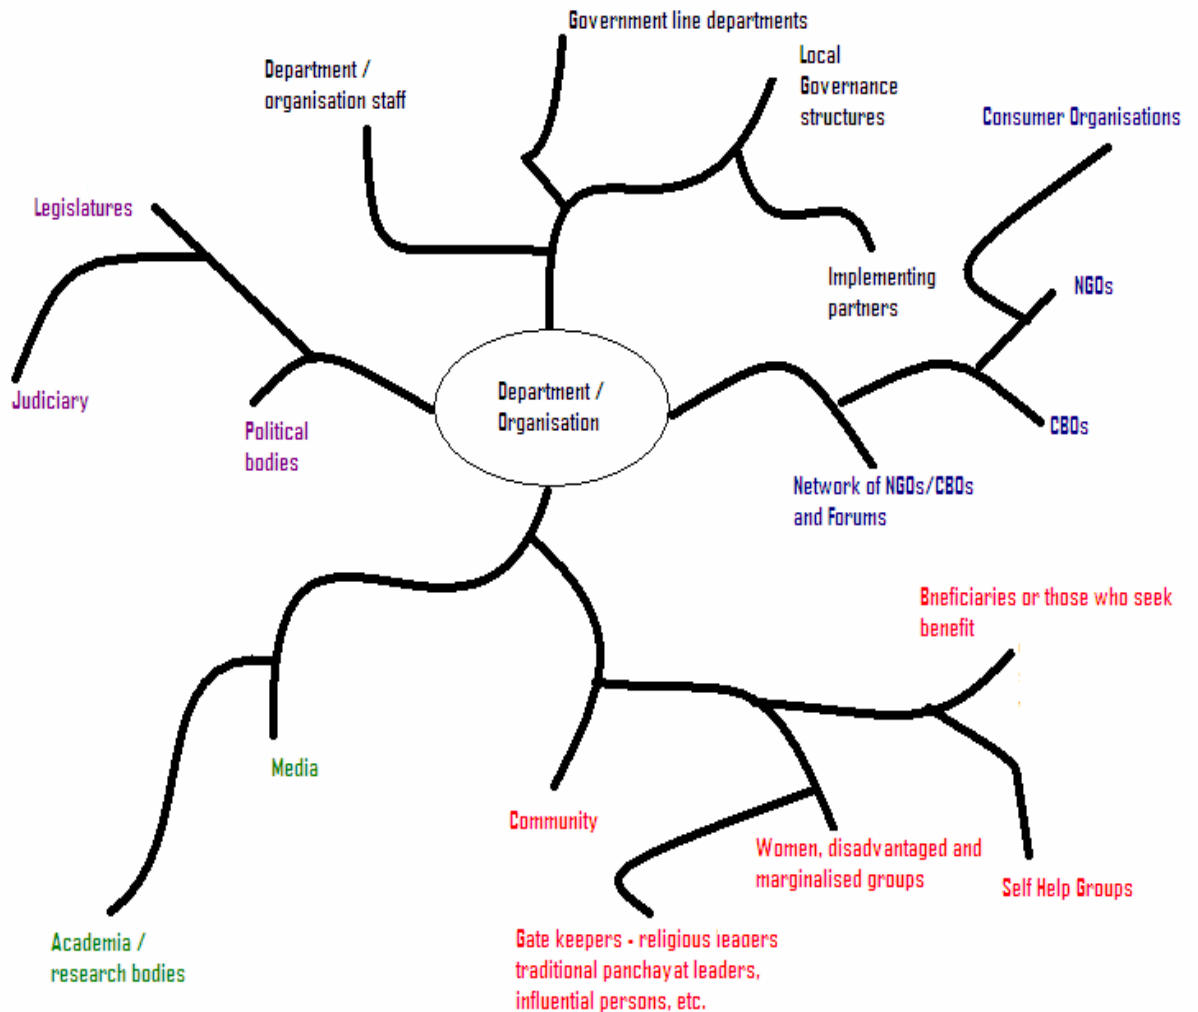 Government line departments
Department /
organisation staff
Local
Governance
structures
Consumer Organisations
Legislatures
Implementing
partners
NGOs
Judiciary
Political
bodies
Department /
Organisation
CBOs
Network of NGOs/CBOs
and Forums
Bneficiaries or those who seek
benefit
Media
Community
Women, disadvantaged and
marginalised groups
Self Help Groups
Academia /
research bodies
Gate keepers - religious leaders
traditional panchayat leaders,
influential persons, etc.